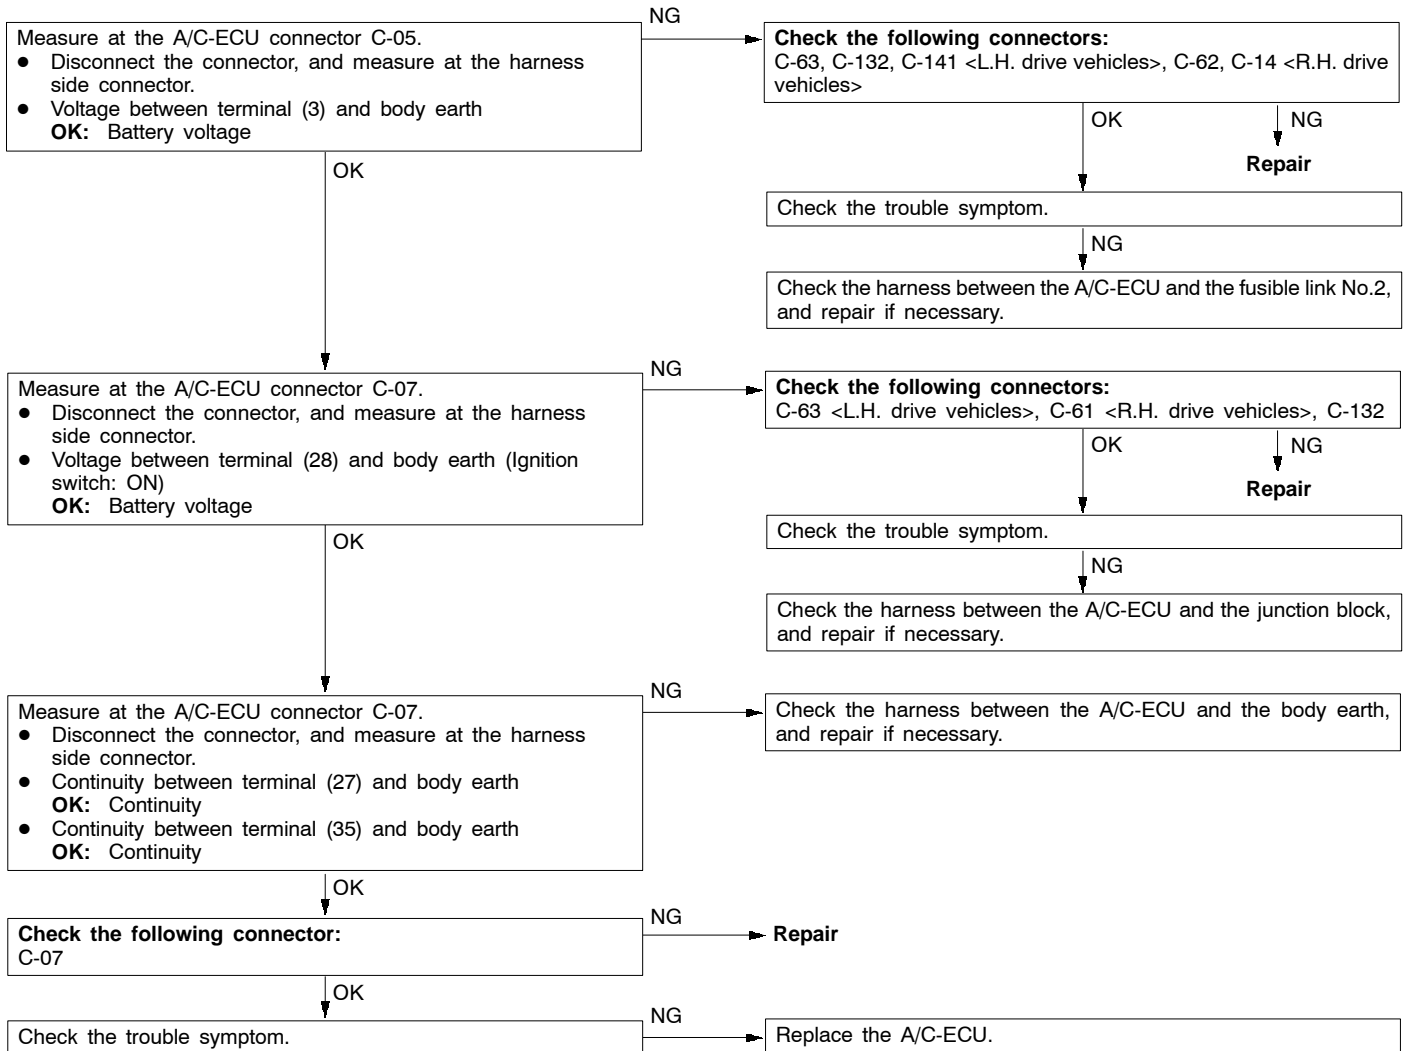 NG
Measure at the A/C-ECU connector C-05.
● Disconnect the connector, and measure at the harness
side connector.
● Voltage between terminal (3) and body earth
OK: Battery voltage
Check the following connectors:
C-63, C-132, C-141 <L.H. drive vehicles>, C-62, C-14 <R.H. drive
vehicles>
OK
NG
Repair
OK
Check the trouble symptom.
NG
Check the harness between the A/C-ECU and the fusible link No.2,
and repair if necessary.
NG
Measure at the A/C-ECU connector C-07.
● Disconnect the connector, and measure at the harness
side connector.
● Voltage between terminal (28) and body earth (Ignition
switch: ON)
OK: Battery voltage
Check the following connectors:
C-63 <L.H. drive vehicles>, C-61 <R.H. drive vehicles>, C-132
OK
NG
Repair
OK
Check the trouble symptom.
NG
Check the harness between the A/C-ECU and the junction block,
and repair if necessary.
NG
Measure at the A/C-ECU connector C-07.
● Disconnect the connector, and measure at the harness
side connector.
● Continuity between terminal (27) and body earth
OK: Continuity
● Continuity between terminal (35) and body earth
OK: Continuity
Check the harness between the A/C-ECU and the body earth,
and repair if necessary.
OK
Check the following connector:
C-07
NG
Repair
OK
Check the trouble symptom.
NG
Replace the A/C-ECU.